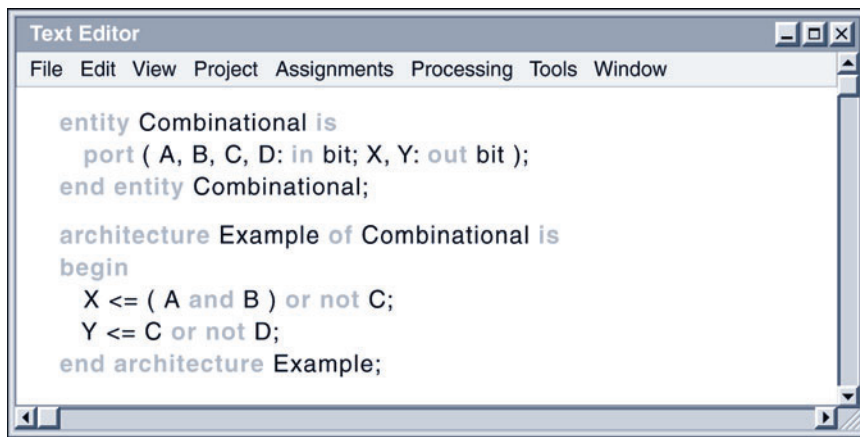 Text Editor
File Edit View Project Assignments Processing Tools Window
entity Combinational is
port ( A, B, C, D: in bit; X, Y: out bit );
end entity Combinational;
architecture Example of Combinational is
begin
X <= ( A and B ) or not C;
Y <= C or not D;
end architecture Example;